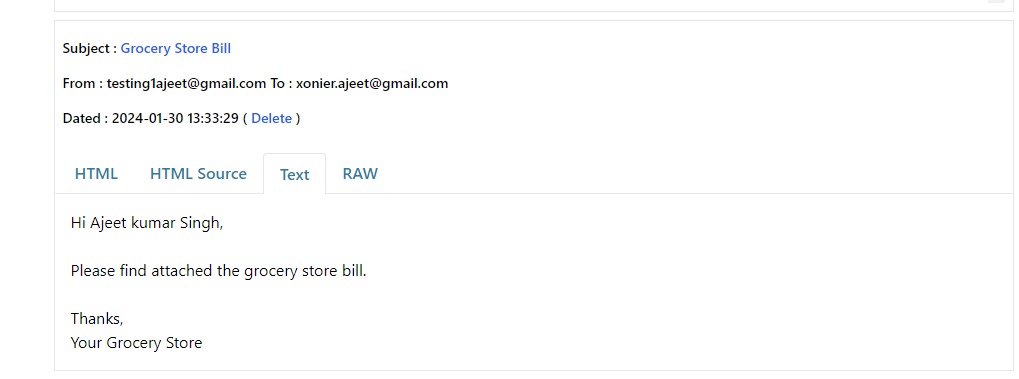 Subject : Grocery Store Bill
From : testing1ajeet@gmail.com To : xonier.ajeet@gmail.com
Dated : 2024-01-30 13:33:29 ( Delete )
HTML HTML Source Text RAW
Hi Ajeet kumar Singh,
Please find attached the grocery store bill.
Thanks,
Your Grocery Store